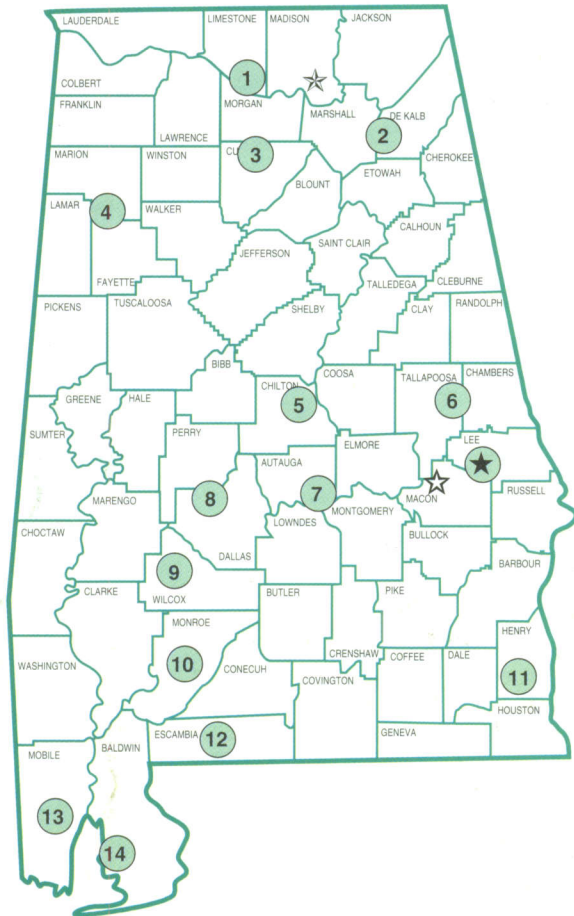 LAUDERDALE
LIMESTONE
MADISON
JACKSON
COLBERT
1
FRANKLIN
MORGAN
MARSHALL
DE KALB
2
LAWRENCE
MARION
WINSTON
CU
3
CHEROKEE
ETOWAH
BLOUNT
LAMAR
4
WALKER
CALHOUN
SAINT CLAIR
JEFFERSON
FAYETTE
TALLEDEGA
CLEBURNE
PICKENS
TUSCALOOSA
SHELBY
CLAY
RANDOLPH
BIBB
COOSA
TALLAPOOSA
CHAMBERS
CHILTON
5
6
GREENE
HALE
SUMTER
PERRY
ELMORE
LEE
AUTAUGA
8
7
MACON
RUSSELL
MARENGO
LOWNDES
MONTGOMERY
CHOCTAW
DALLAS
BULLOCK
BARBOUR
9
CLARKE
WILCOX
BUTLER
PIKE
MONROE
HENRY
WASHINGTON
10
CONECUH
CRENSHAW
COFFEE
DALE
11
COVINGTON
HOUSTON
ESCAMBIA
12
GENEVA
MOBILE
BALDWIN
13
14